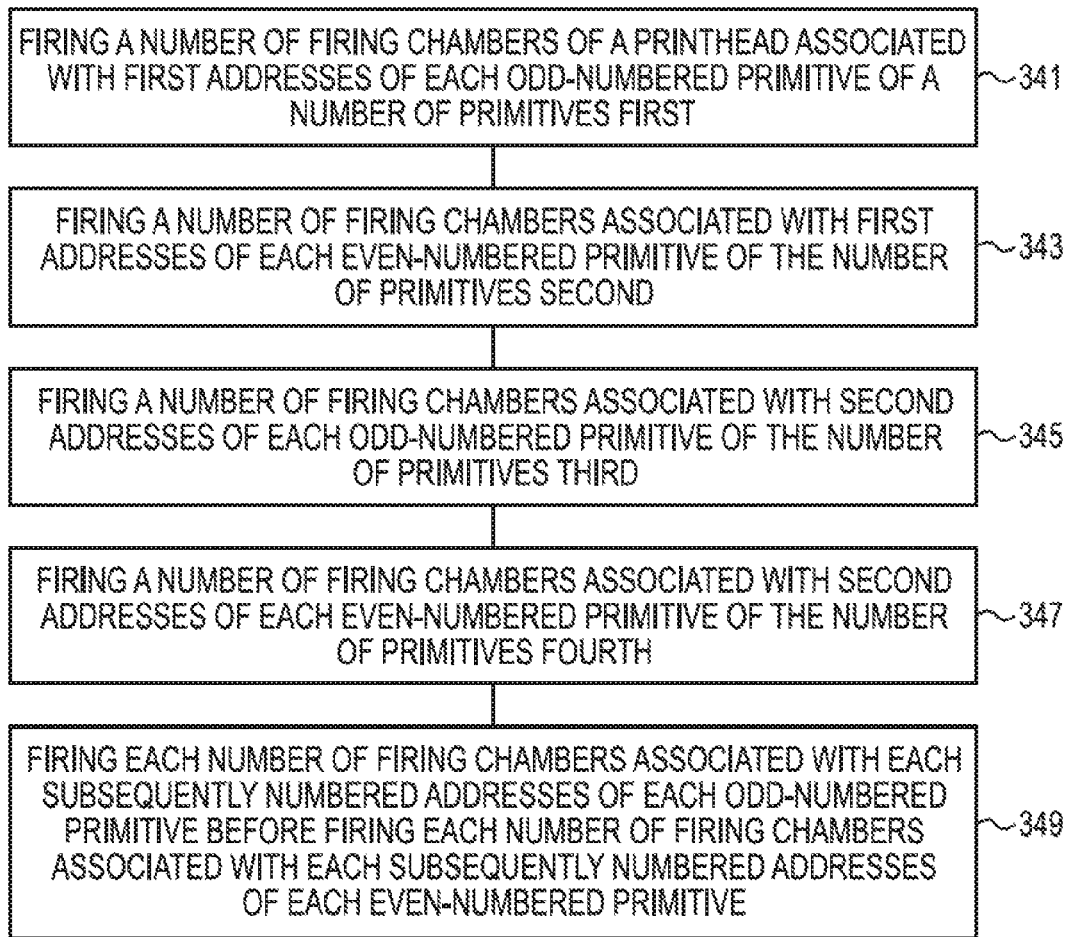 FIRING A NUMBER OF FIRING CHAMBERS OF A PRINTHEAD ASSOCIATED
WITH FIRST ADDRESSES OF EACH ODD-NUMBERED PRIMITIVE OF A
NUMBER OF PRIMITIVES FIRST
341
FIRING A NUMBER OF FIRING CHAMBERS ASSOCIATED WITH FIRST
ADDRESSES OF EACH EVEN-NUMBERED PRIMITIVE OF THE NUMBER
OF PRIMITIVES SECOND
343
FIRING A NUMBER OF FIRING CHAMBERS ASSOCIATED WITH SECOND
ADDRESSES OF EACH ODD-NUMBERED PRIMITIVE OF THE NUMBER
OF PRIMITIVES THIRD
345
FIRING A NUMBER OF FIRING CHAMBERS ASSOCIATED WITH SECOND
ADDRESSES OF EACH EVEN-NUMBERED PRIMITIVE OF THE NUMBER
OF PRIMITIVES FOURTH
347
FIRING EACH NUMBER OF FIRING CHAMBERS ASSOCIATED WITH EACH
SUBSEQUENTLY NUMBERED ADDRESSES OF EACH ODD-NUMBERED
PRIMITIVE BEFORE FIRING EACH NUMBER OF FIRING CHAMBERS
ASSOCIATED WITH EACH SUBSEQUENTLY NUMBERED ADDRESSES
OF EACH EVEN-NUMBERED PRIMITIVE
349